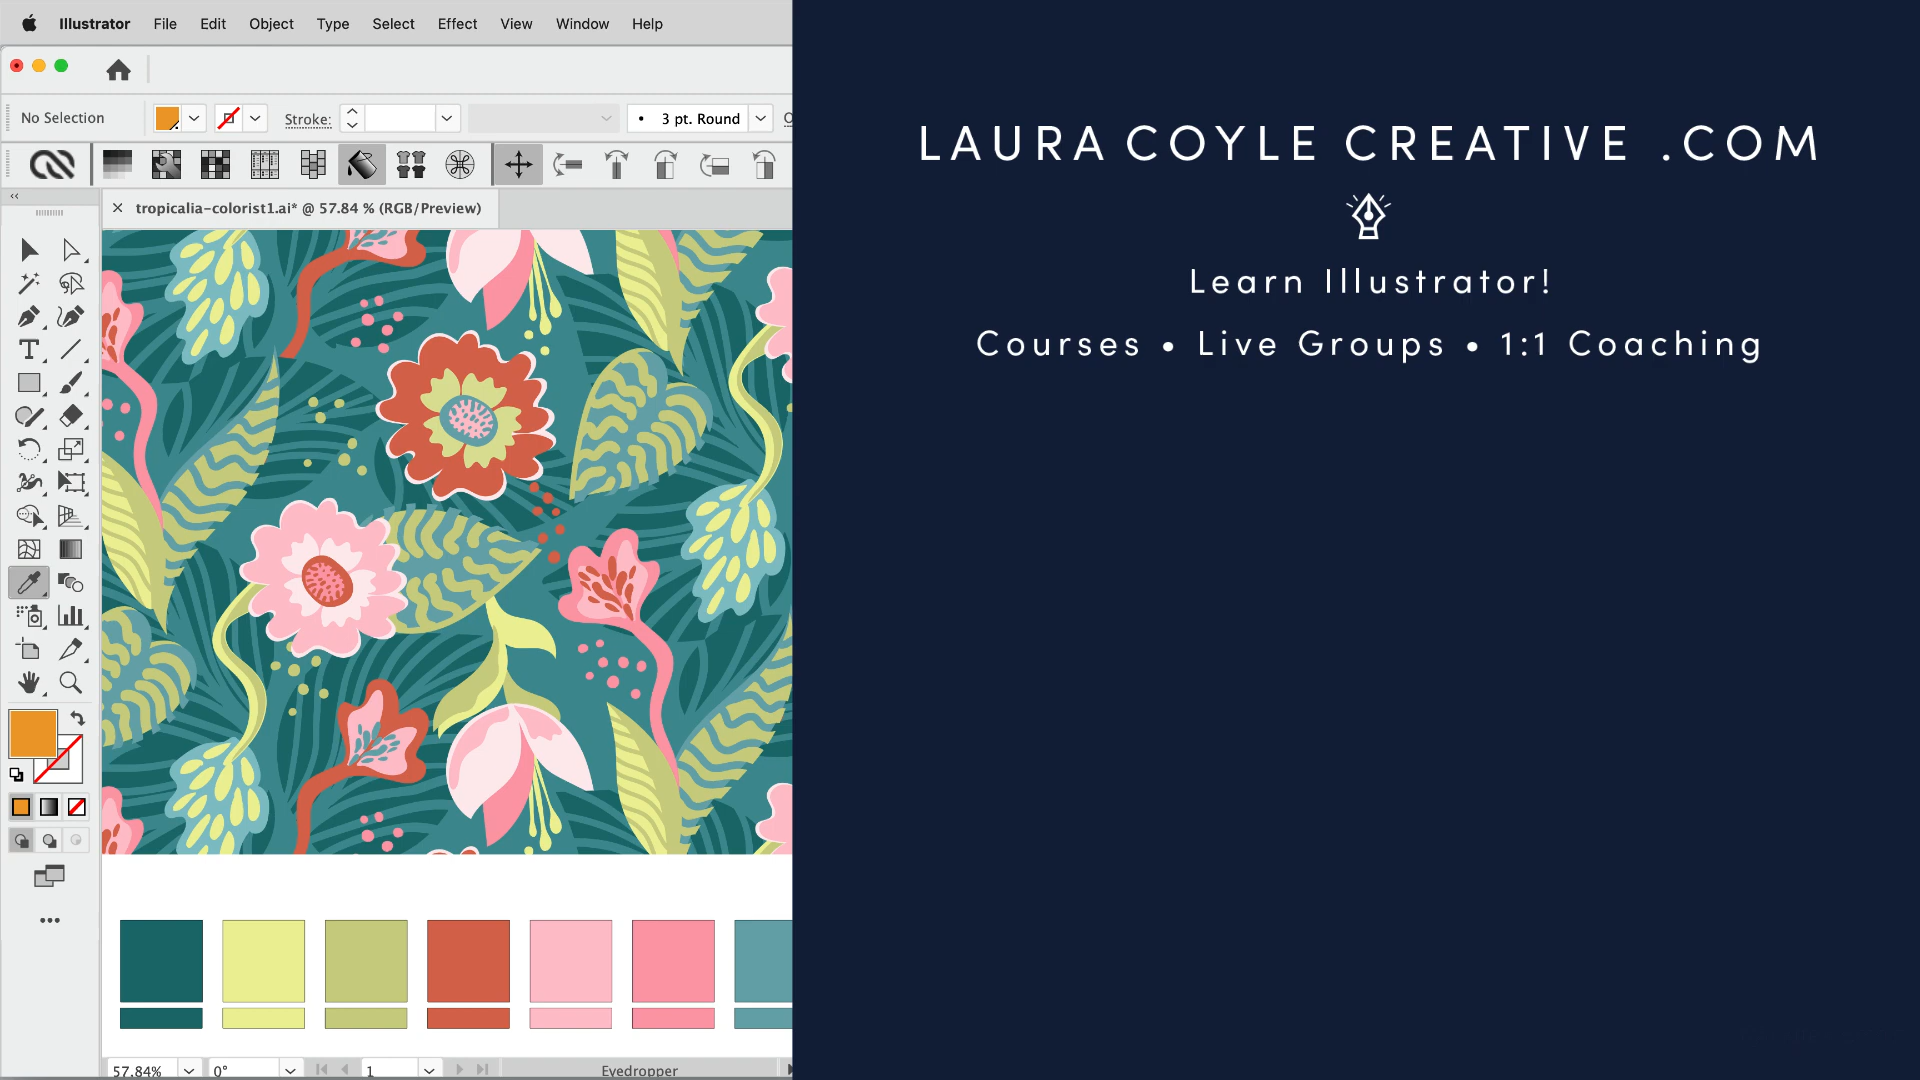 Illustrator File Edit Object Type Select Effect View Window Help
No Selection Stroke: • 3 pt. Round
tropicalia-colorist1.ai* @ 57.84 % (RGB/Preview)
57.84% 0° 1 Eyedropper
LAURA COYLE CREATIVE .COM
Learn Illustrator!
Courses • Live Groups • 1:1 Coaching